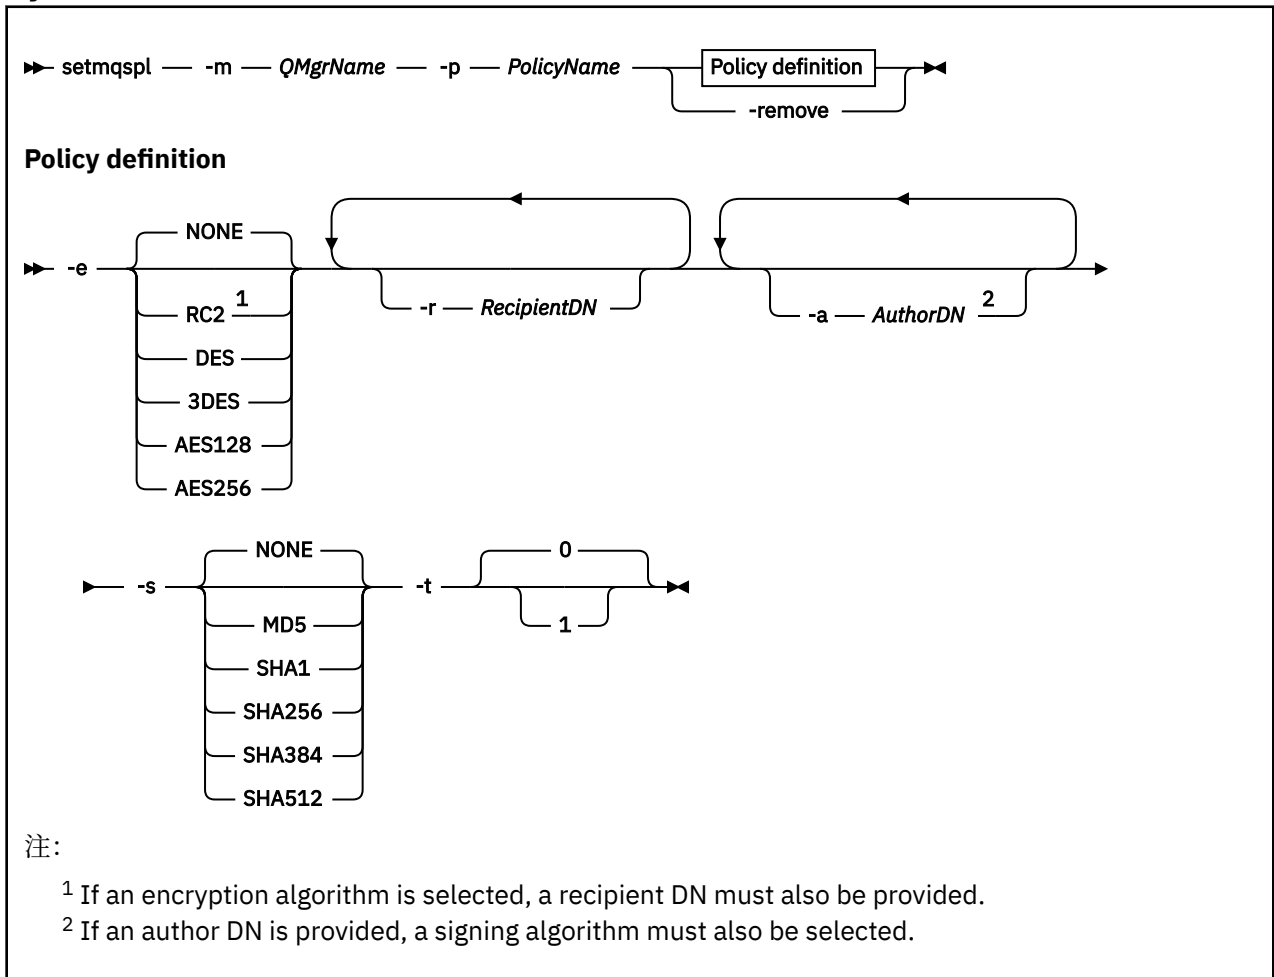 setmqspl -m QMgrName -p PolicyName Policy definition
-remove
Policy definition
NONE
-e
RC2 1
-r RecipientDN
-a AuthorDN 2
DES
3DES
AES128
AES256
NONE 0
-s -t
MD5 1
SHA1
SHA256
SHA384
SHA512
注:
1 If an encryption algorithm is selected, a recipient DN must also be provided.
2 If an author DN is provided, a signing algorithm must also be selected.